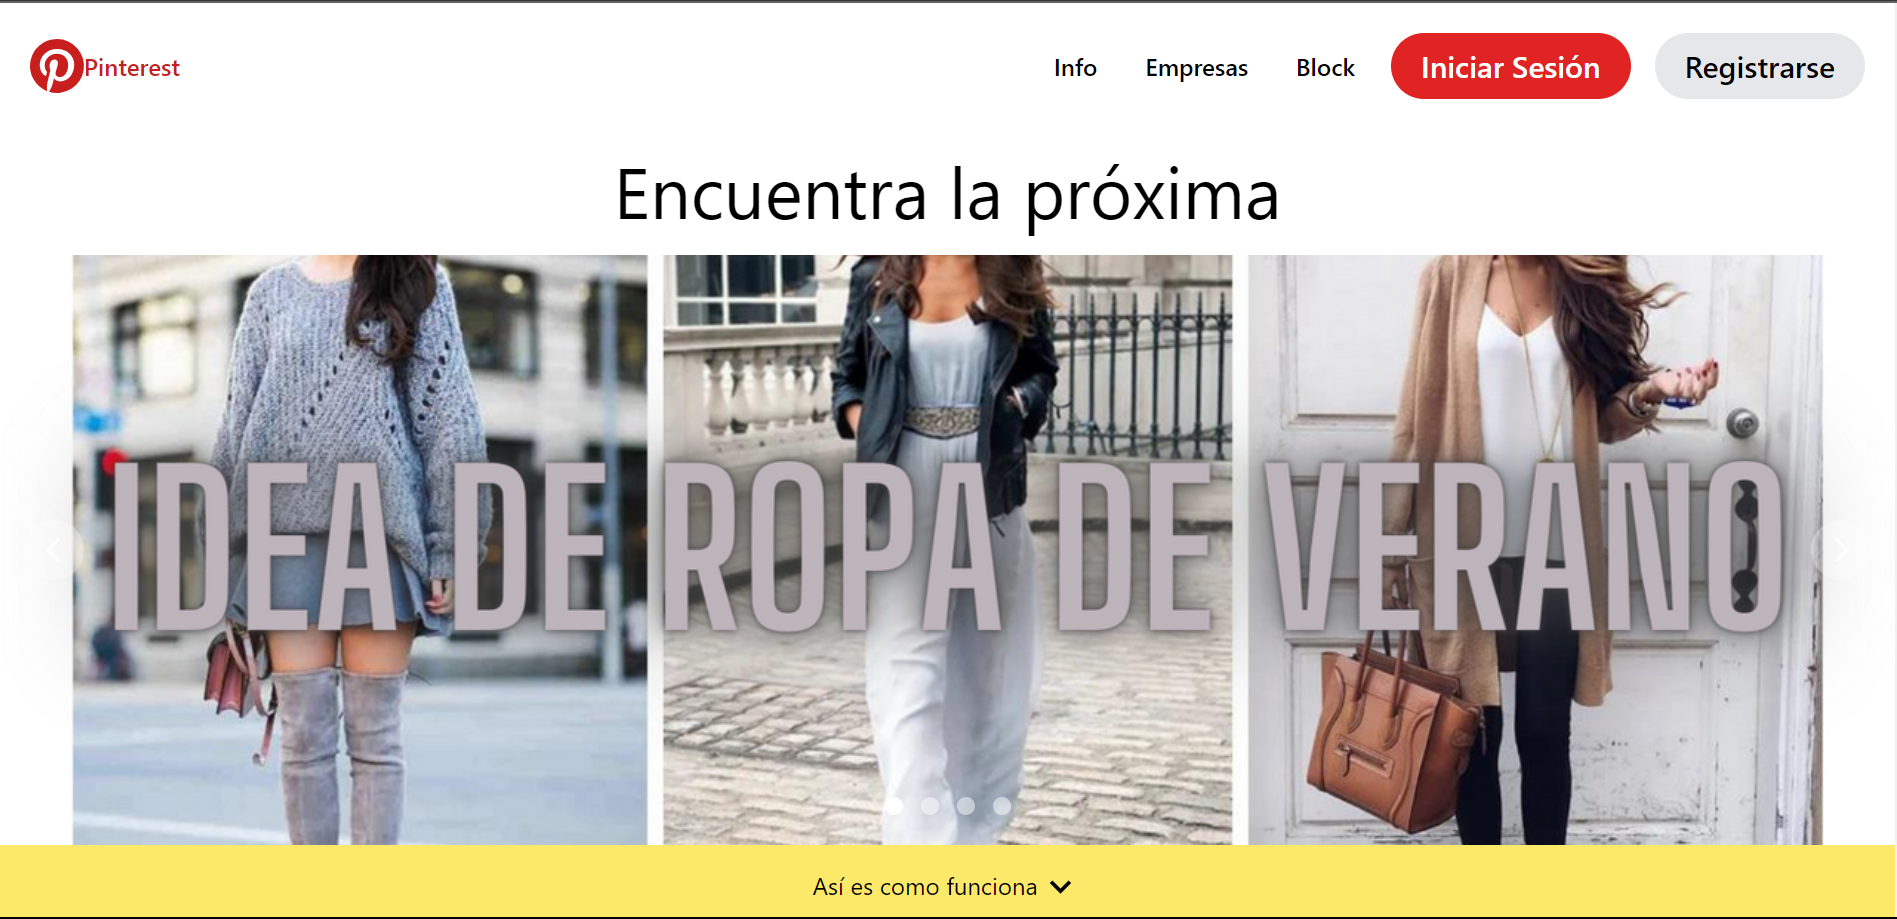 Pinterest
Info
Empresas
Block
Iniciar Sesión
Registrarse
Encuentra la próxima
IDEA DE ROPA DE VERANO
Así es como funciona